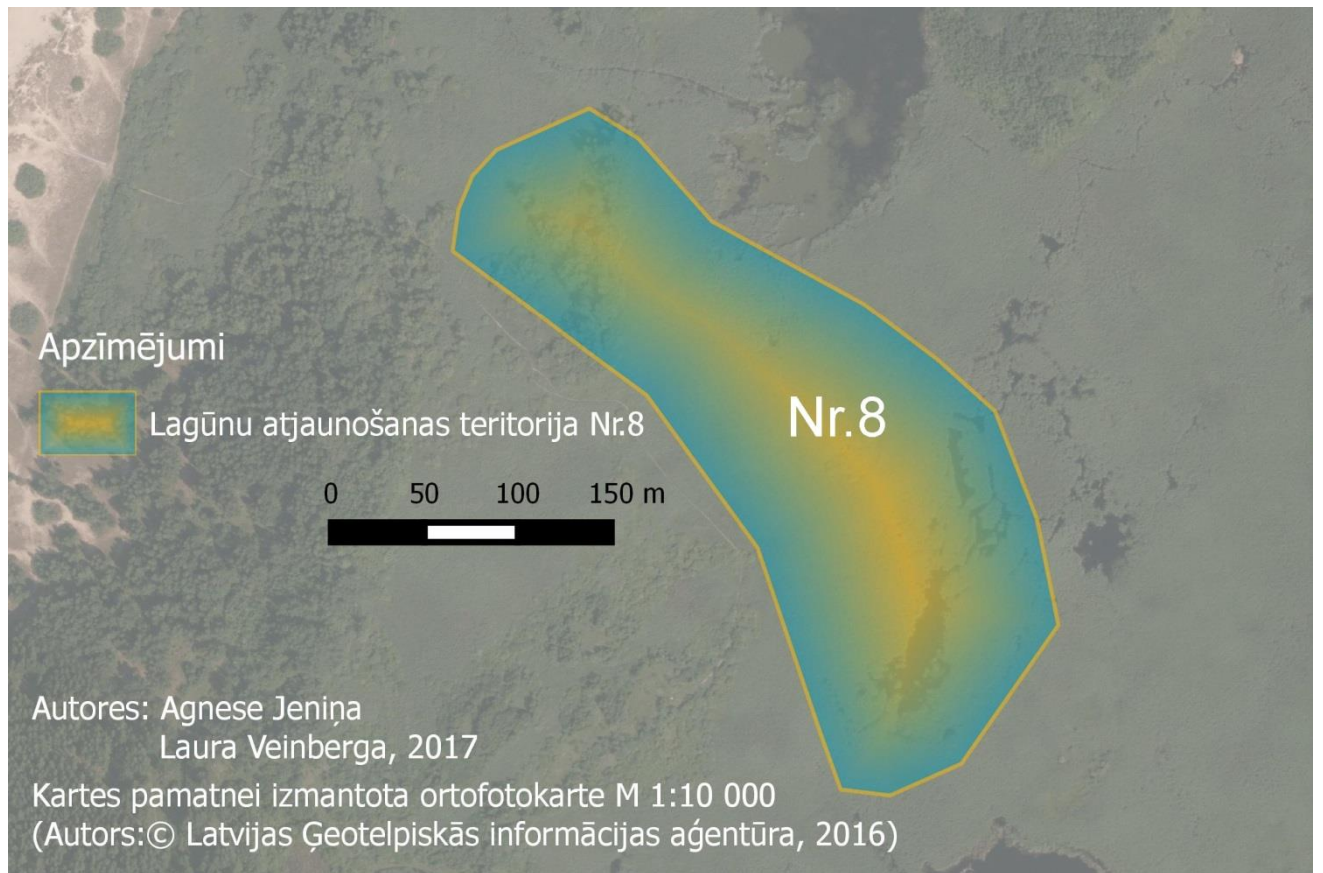 Apzīmējumi
Nr.8
Lagūnu atjaunošanas teritorija Nr.8
0 50 100 150 m
Autores: Agnese Jeniņa
Laura Veinberga, 2017
Kartes pamatnei izmantota ortofotokarte M 1:10 000
(Autors:© Latvijas Ģeotelpiskās informācijas aģentūra, 2016)